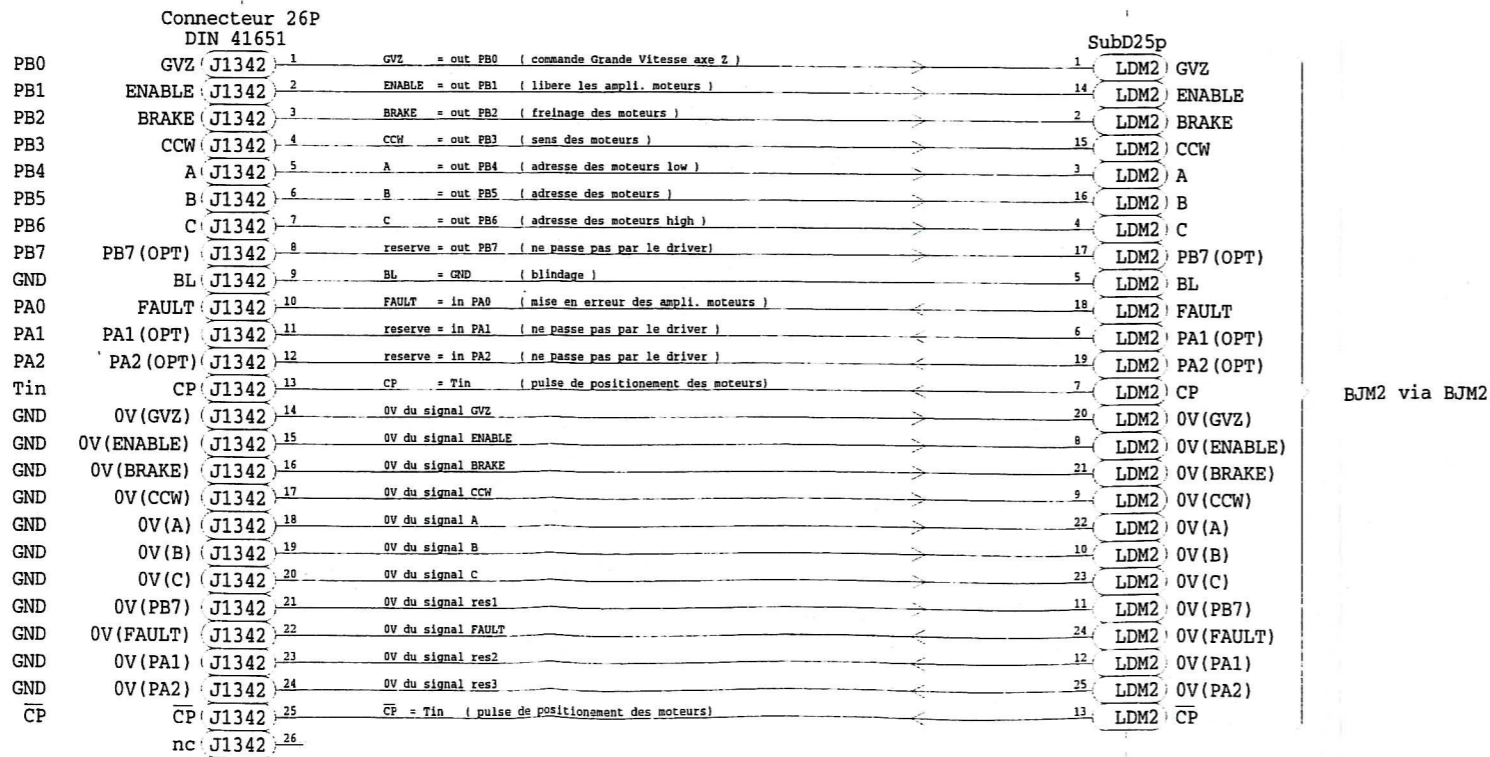 Connecteur 26P
DIN 41651
SubD25p
PB0 GVZ J1342 1 GVZ = out PB0 ( commande Grande Vitesse axe Z ) 1 LDM2 GVZ
PB1 ENABLE J1342 2 ENABLE = out PB1 ( libere les ampli. moteurs ) 14 LDM2 ENABLE
PB2 BRAKE J1342 3 BRAKE = out PB2 ( freinage des moteurs ) 2 LDM2 BRAKE
PB3 CCW J1342 4 CCW = out PB3 ( sens des moteurs ) 15 LDM2 CCW
PB4 A J1342 5 A = out PB4 ( adresse des moteurs low ) 3 LDM2 A
PB5 B J1342 6 B = out PB5 ( adresse des moteurs ) 16 LDM2 B
PB6 C J1342 7 C = out PB6 ( adresse des moteurs high ) 4 LDM2 C
PB7 PB7(OPT) J1342 8 reserve = out PB7 ( ne passe pas par le driver) 17 LDM2 PB7(OPT)
GND BL J1342 9 BL = GND ( blindage ) 5 LDM2 BL
PA0 FAULT J1342 10 FAULT = in PA0 ( mise en erreur des ampli. moteurs ) 18 LDM2 FAULT
PA1 PA1(OPT) J1342 11 reserve = in PA1 ( ne passe pas par le driver ) 6 LDM2 PA1(OPT)
PA2 PA2(OPT) J1342 12 reserve = in PA2 ( ne passe pas par le driver ) 19 LDM2 PA2(OPT)
Tin CP J1342 13 CP = Tin ( pulse de positionement des moteurs) 7 LDM2 CP BJM2 via BJM2
GND 0V(GVZ) J1342 14 0V du signal GVZ 20 LDM2 0V(GVZ)
GND 0V(ENABLE) J1342 15 0V du signal ENABLE 8 LDM2 0V(ENABLE)
GND 0V(BRAKE) J1342 16 0V du signal BRAKE 21 LDM2 0V(BRAKE)
GND 0V(CCW) J1342 17 0V du signal CCW 9 LDM2 0V(CCW)
GND 0V(A) J1342 18 0V du signal A 22 LDM2 0V(A)
GND 0V(B) J1342 19 0V du signal B 10 LDM2 0V(B)
GND 0V(C) J1342 20 0V du signal C 23 LDM2 0V(C)
GND 0V(PB7) J1342 21 0V du signal res1 11 LDM2 0V(PB7)
GND 0V(FAULT) J1342 22 0V du signal FAULT 24 LDM2 0V(FAULT)
GND 0V(PA1) J1342 23 0V du signal res2 12 LDM2 0V(PA1)
GND 0V(PA2) J1342 24 0V du signal res3 25 LDM2 0V(PA2)
C̅P̅ C̅P̅ J1342 25 C̅P̅ = Tin ( pulse de positionement des moteurs) 13 LDM2 C̅P̅
nc J1342 26